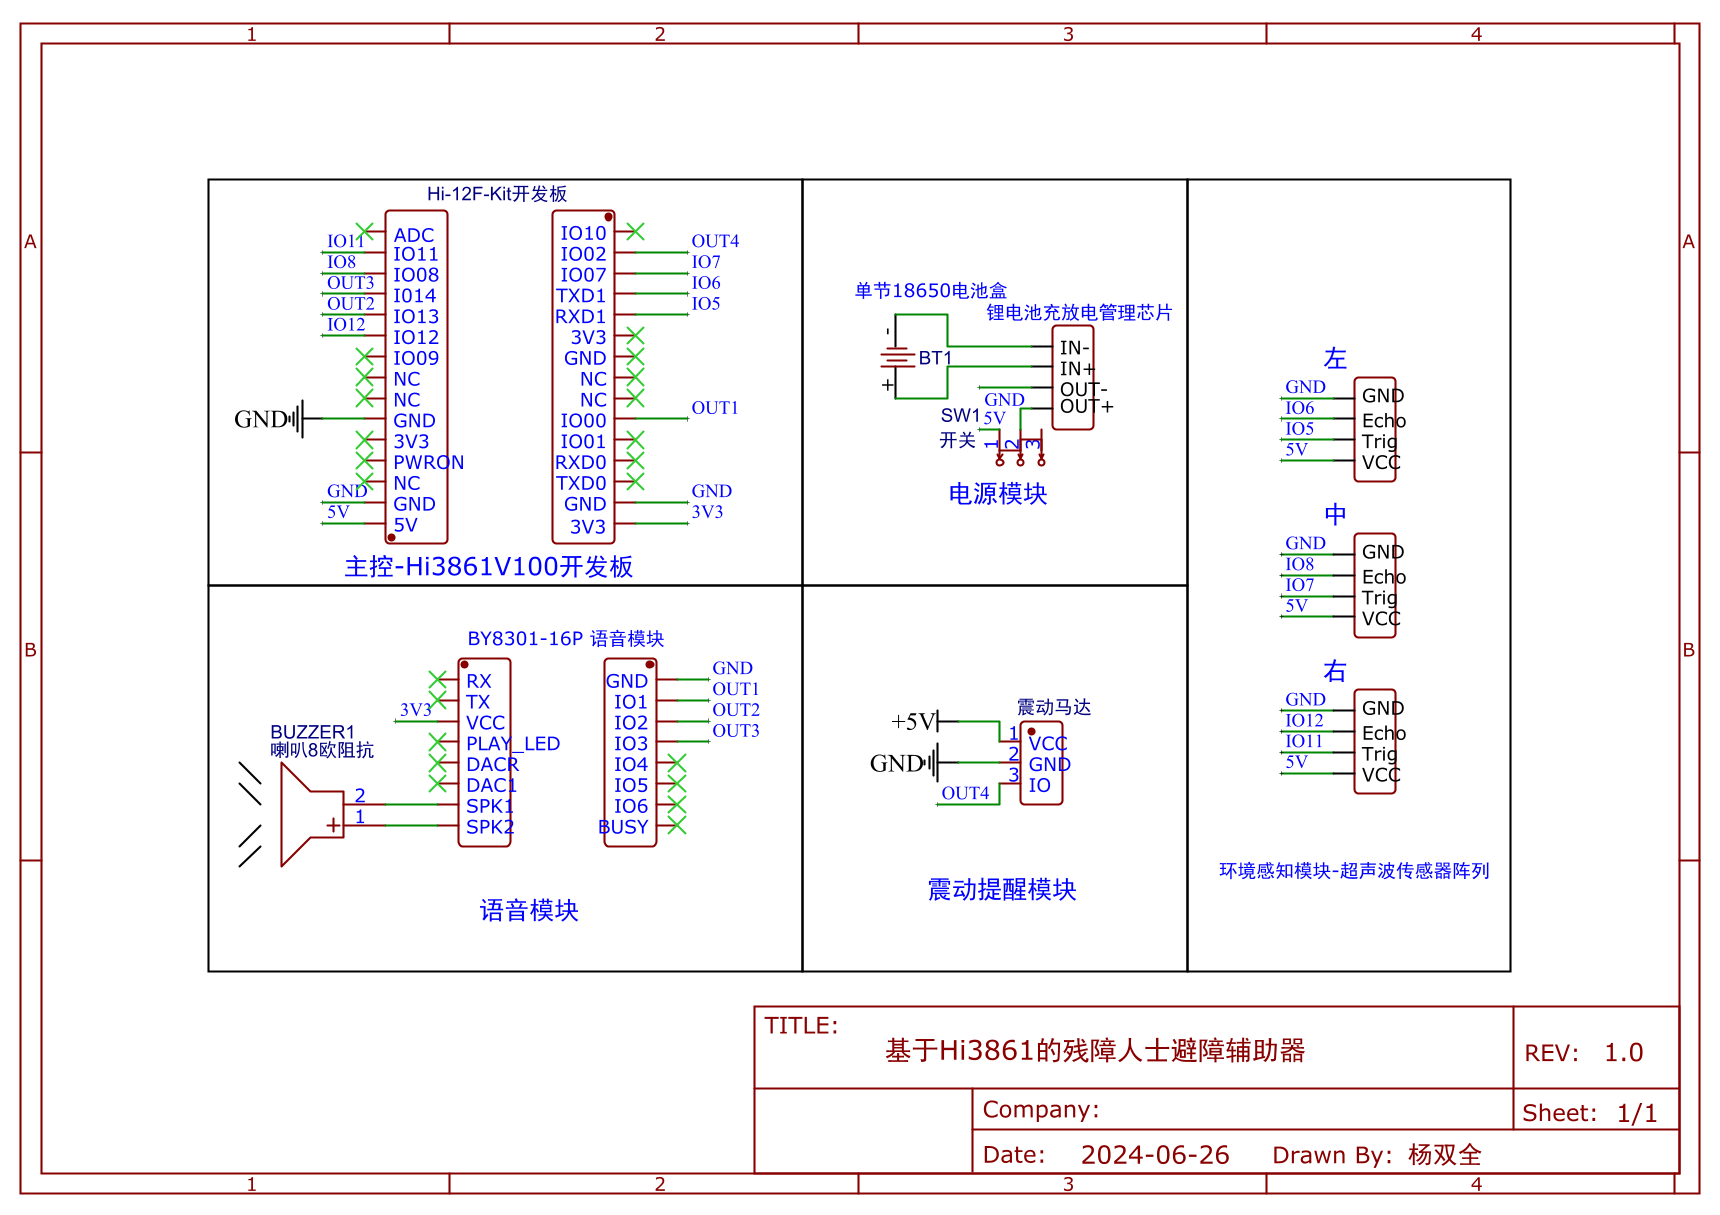 1 2 3 4
A A
B B
Hi-12F-Kit开发板
IO11 ADC
IO8 IO11
OUT3 IO08
OUT2 I014
IO12 IO13
IO12
IO09
NC
NC
GND GND
3V3
PWRON
GND NC
5V GND
5V
IO10 OUT4
IO02 IO7
IO07 IO6
TXD1 IO5
RXD1
3V3
GND
NC
NC OUT1
IO00
IO01
RXD0
TXD0 GND
GND 3V3
3V3
主控-Hi3861V100开发板
单节18650电池盒
锂电池充放电管理芯片
-
BT1
+
IN-
IN+
OUT-
OUT+
GND
SW1 5V
开关 1 2 3
电源模块
左
GND GND
IO6 Echo
IO5 Trig
5V VCC
中
GND GND
IO8 Echo
IO7 Trig
5V VCC
右
GND GND
IO12 Echo
IO11 Trig
5V VCC
环境感知模块-超声波传感器阵列
BY8301-16P 语音模块
RX
TX
3V3 VCC
PLAY_LED
DACR
DAC1
SPK1
SPK2
GND GND
IO1 OUT1
IO2 OUT2
IO3 OUT3
IO4
IO5
IO6
BUSY
BUZZER1
喇叭8欧阻抗
2
+ 1
语音模块
震动马达
+5V 1 VCC
GND 2 GND
OUT4 3 IO
震动提醒模块
TITLE:
基于Hi3861的残障人士避障辅助器
REV: 1.0
Company:
Sheet: 1/1
Date: 2024-06-26 Drawn By: 杨双全
1 2 3 4